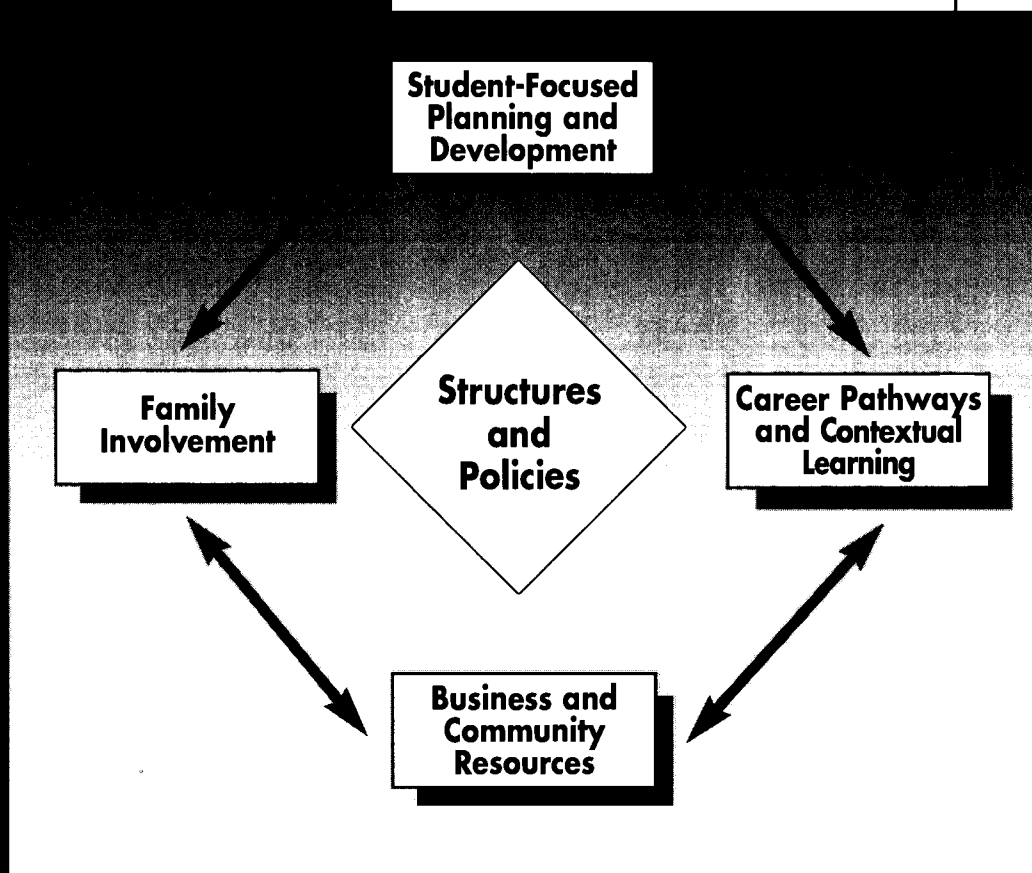 Student-Focused
Planning and
Development
Structures
and
Policies
Family
Involvement
Career Pathways
and Contextual
Learning
Business and
Community
Resources